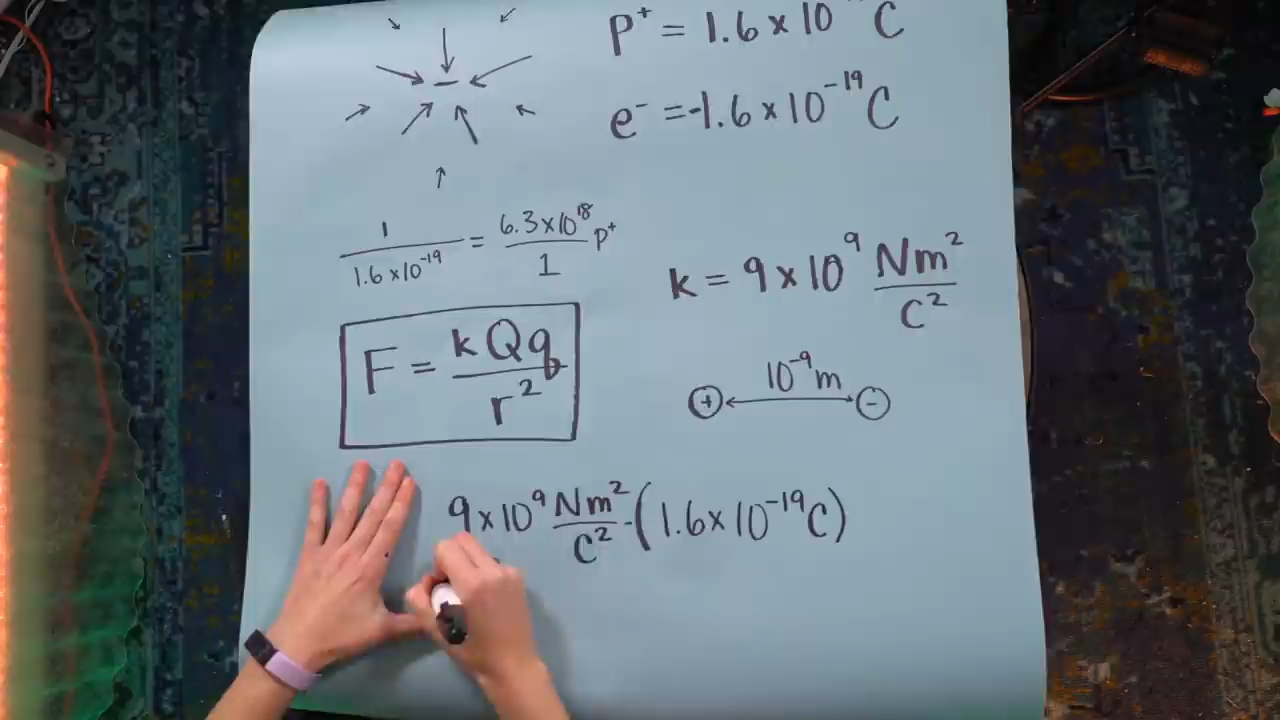 p⁺ = 1.6 × 10 C
e⁻ = -1.6 × 10⁻¹⁹ C
1 / 1.6 × 10⁻¹⁹ = 6.3 × 10¹⁸ / 1 p⁺
k = 9 × 10⁹ Nm² / C²
F = kQq / r²
10⁻⁹ m
+ -
9 × 10⁹ Nm² / C² · (1.6 × 10⁻¹⁹ C)